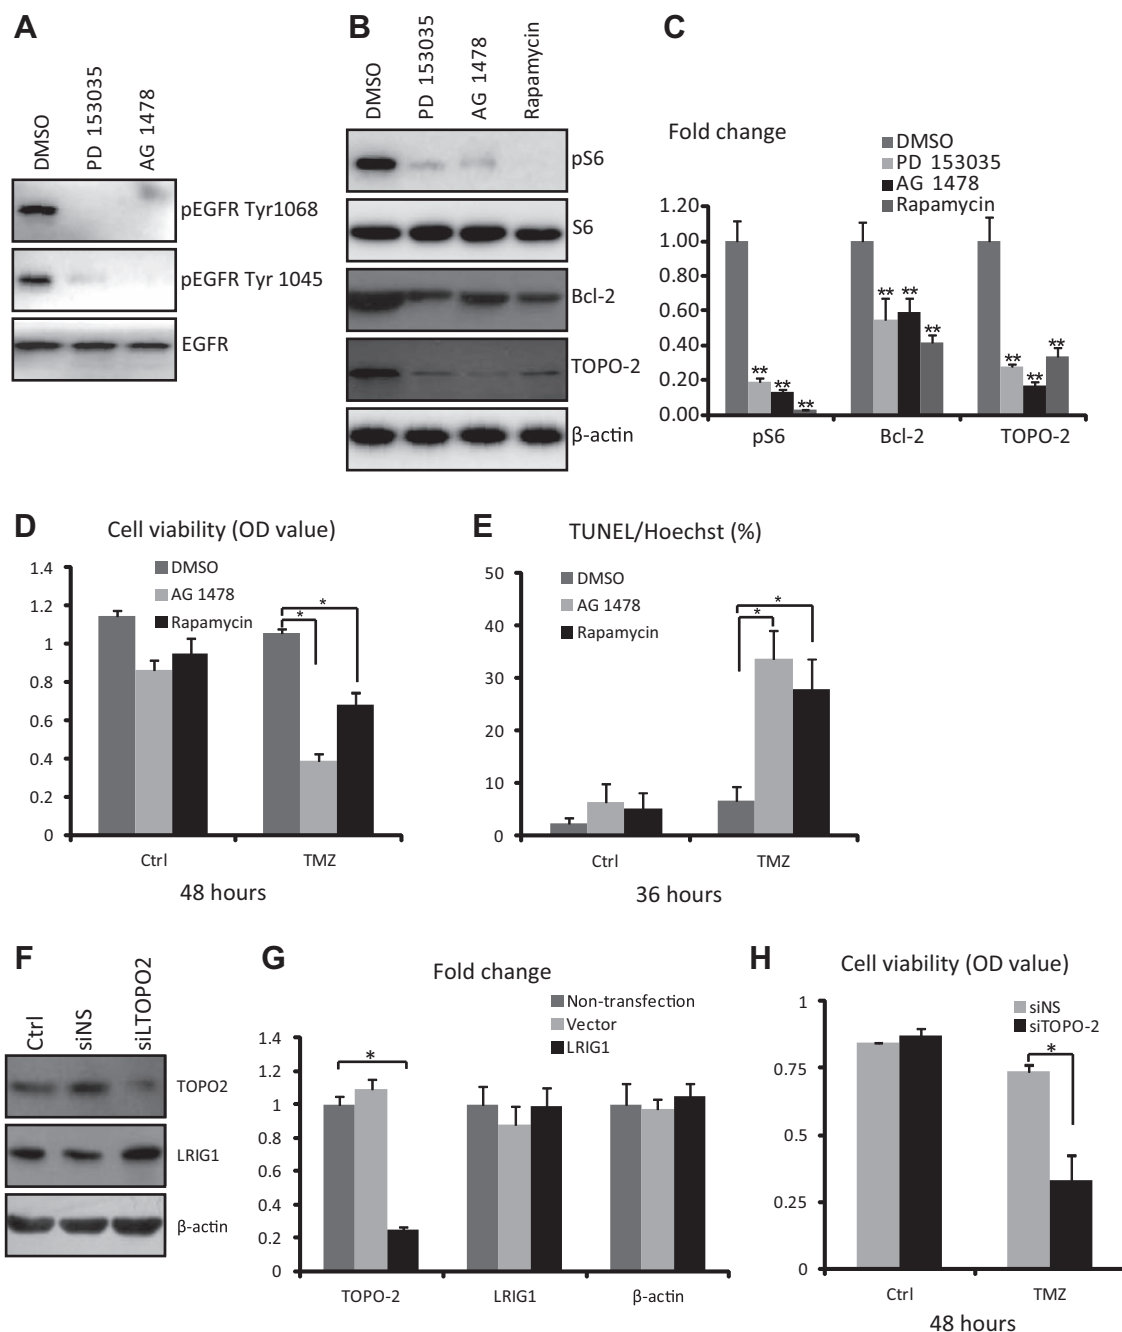 A
DMSO
PD 153035
AG 1478
pEGFR Tyr1068
pEGFR Tyr 1045
EGFR
B
DMSO
PD 153035
AG 1478
Rapamycin
pS6
S6
Bcl-2
TOPO-2
β-actin
C
Fold change
DMSO
PD 153035
AG 1478
Rapamycin
1.20
1.00
0.80
0.60
0.40
0.20
0.00
** ** **
** ** **
** ** **
pS6 Bcl-2 TOPO-2
D
Cell viability (OD value)
DMSO
AG 1478
Rapamycin
1.4
1.2
1
0.8
0.6
0.4
0.2
0
*
*
Ctrl TMZ
48 hours
E
TUNEL/Hoechst (%)
DMSO
AG 1478
Rapamycin
50
40
30
20
10
0
*
*
Ctrl TMZ
36 hours
F
Ctrl
siNS
siLTOPO2
TOPO2
LRIG1
β-actin
G
Fold change
Non-transfection
Vector
LRIG1
1.4
1.2
1
0.8
0.6
0.4
0.2
0
*
TOPO-2 LRIG1 β-actin
H
Cell viability (OD value)
siNS
siTOPO-2
1
0.75
0.5
0.25
0
*
Ctrl TMZ
48 hours